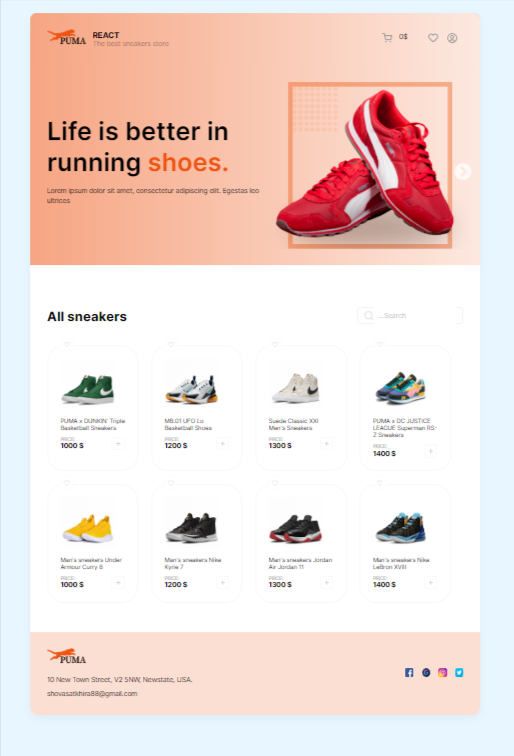 PUMA
REACT
The best sneakers store
0$
Life is better in
running shoes.
Lorem ipsum dolor sit amet, consectetur adipiscing elit. Egestas leo
ultrices
All sneakers
...Search
PUMA x DUNKIN' Triple
Basketball Sneakers
PRICE:
1000 $
MB.01 UFO Lo
Basketball Shoes
PRICE:
1200 $
Suede Classic XXI
Men's Sneakers
PRICE:
1300 $
PUMA x DC JUSTICE
LEAGUE Superman RS-
Z Sneakers
PRICE:
1400 $
Man's sneakers Under
Armour Curry 8
PRICE:
1000 $
Man's sneakers Nike
Kyrie 7
PRICE:
1200 $
Man's sneakers Jordan
Air Jordan 11
PRICE:
1300 $
Man's sneakers Nike
LeBron XVIII
PRICE:
1400 $
PUMA
10 New Town Street, V2 5NW, Newstate, USA.
shovasatkhira88@gmail.com